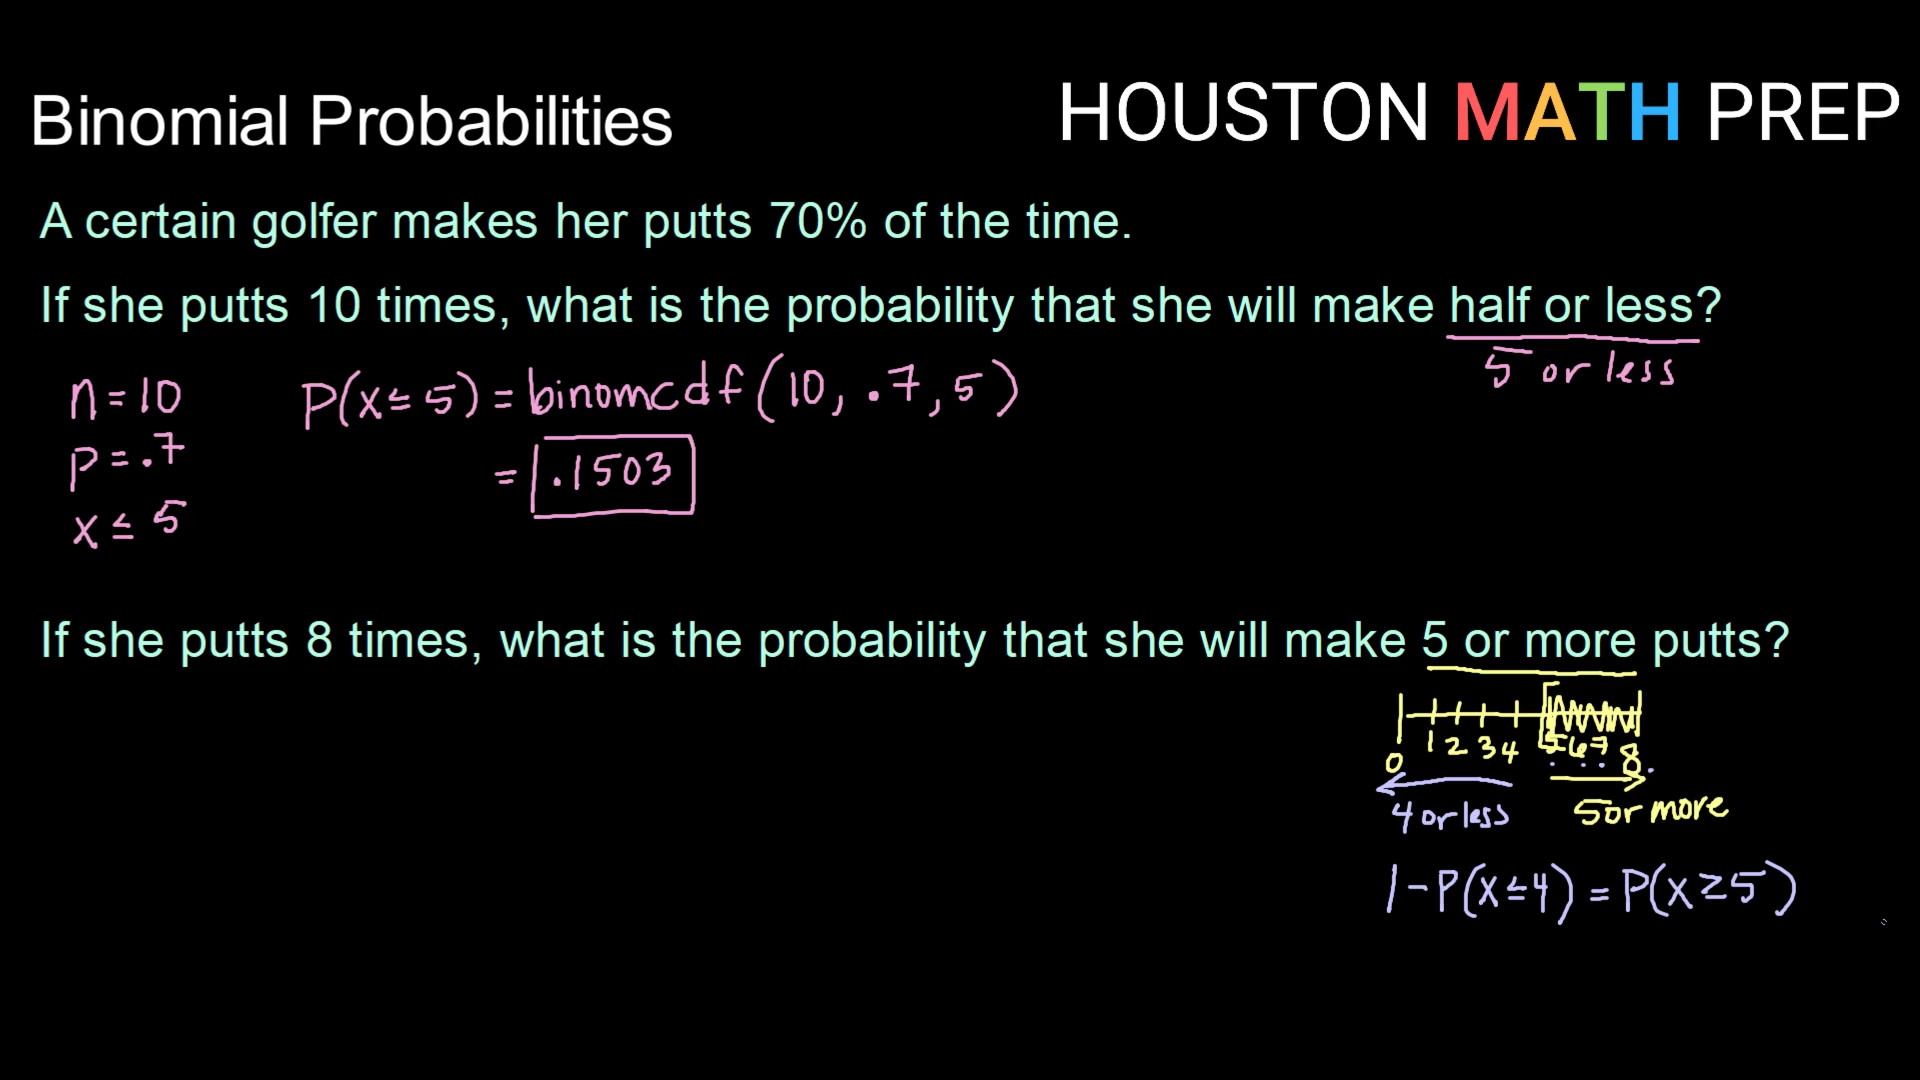 Binomial Probabilities
HOUSTON MATH PREP
A certain golfer makes her putts 70% of the time.
If she putts 10 times, what is the probability that she will make half or less?
5 or less
n = 10
p = .7
x ≤ 5
P(x ≤ 5) = binomcdf(10, .7, 5)
= .1503
If she putts 8 times, what is the probability that she will make 5 or more putts?
0 1 2 3 4 5 6 7 8
4 or less
5 or more
1 - P(x ≤ 4) = P(x ≥ 5)